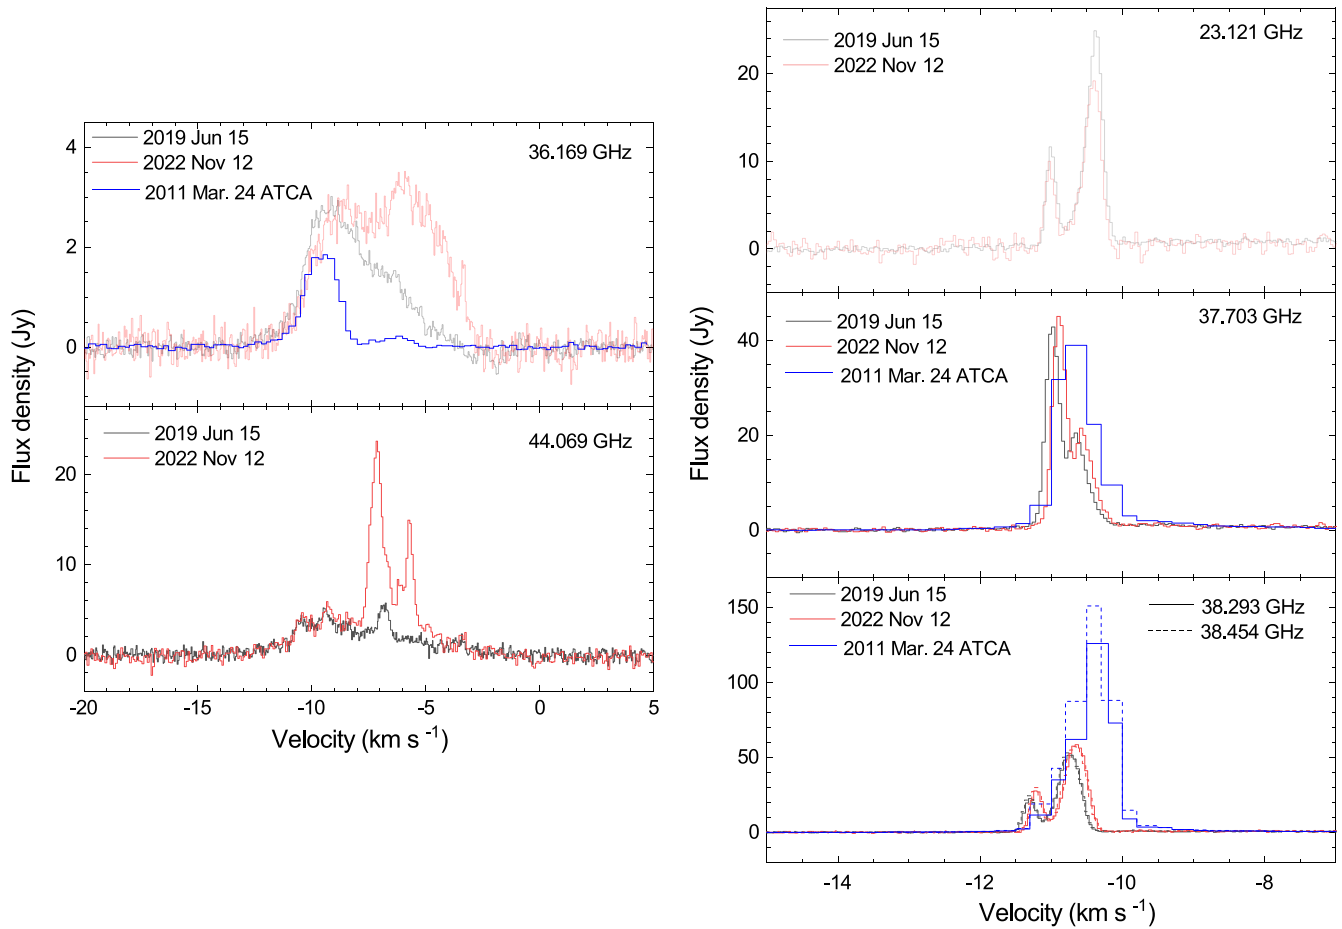 2019 Jun 15
2022 Nov 12
2011 Mar. 24 ATCA
36.169 GHz
4
2
0
2019 Jun 15
2022 Nov 12
44.069 GHz
20
10
0
Flux density (Jy)
-20
-15
-10
-5
0
5
Velocity (km s -1)
2019 Jun 15
2022 Nov 12
23.121 GHz
20
10
0
2019 Jun 15
2022 Nov 12
2011 Mar. 24 ATCA
37.703 GHz
40
20
0
2019 Jun 15
2022 Nov 12
2011 Mar. 24 ATCA
38.293 GHz
38.454 GHz
150
100
50
0
Flux density (Jy)
-14
-12
-10
-8
Velocity (km s -1)